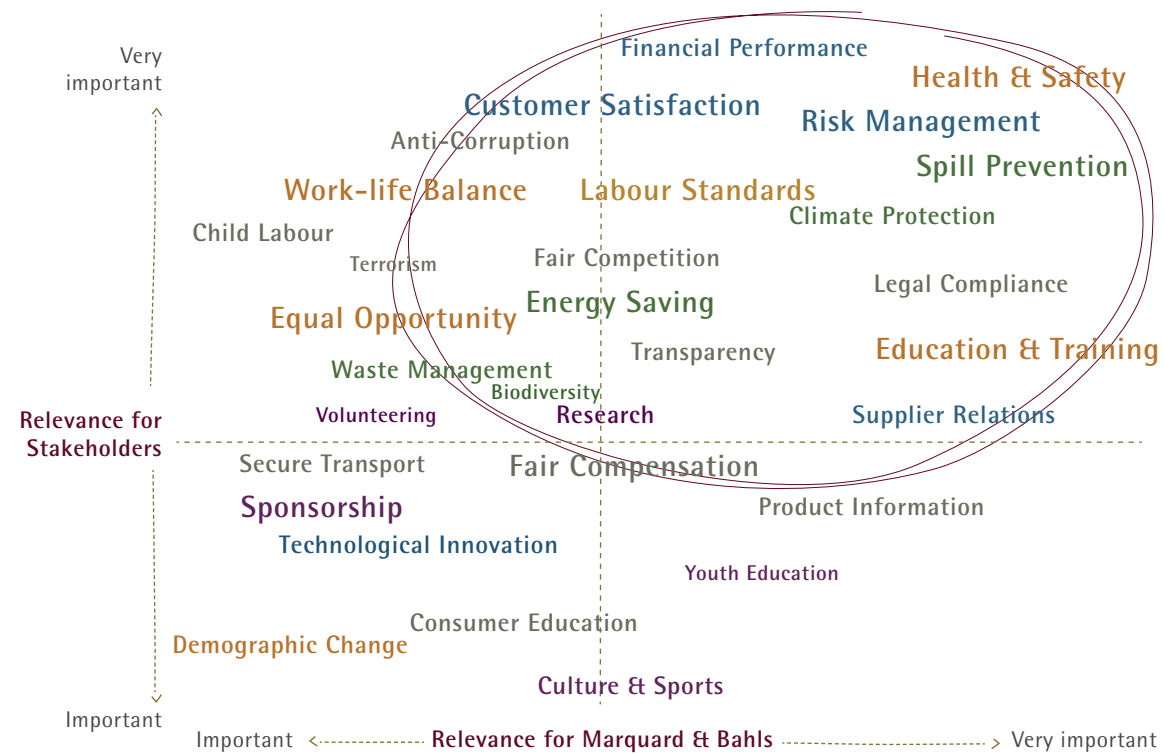 Very
important
Financial Performance
Health & Safety
Customer Satisfaction
Risk Management
Anti-Corruption
Spill Prevention
Work-life Balance
Labour Standards
Climate Protection
Child Labour
Terrorism
Fair Competition
Legal Compliance
Energy Saving
Equal Opportunity
Transparency
Education & Training
Waste Management
Biodiversity
Volunteering
Research
Supplier Relations
Relevance for
Stakeholders
Secure Transport
Fair Compensation
Sponsorship
Product Information
Technological Innovation
Youth Education
Consumer Education
Demographic Change
Culture & Sports
Important
Important
Relevance for Marquard & Bahls
Very important